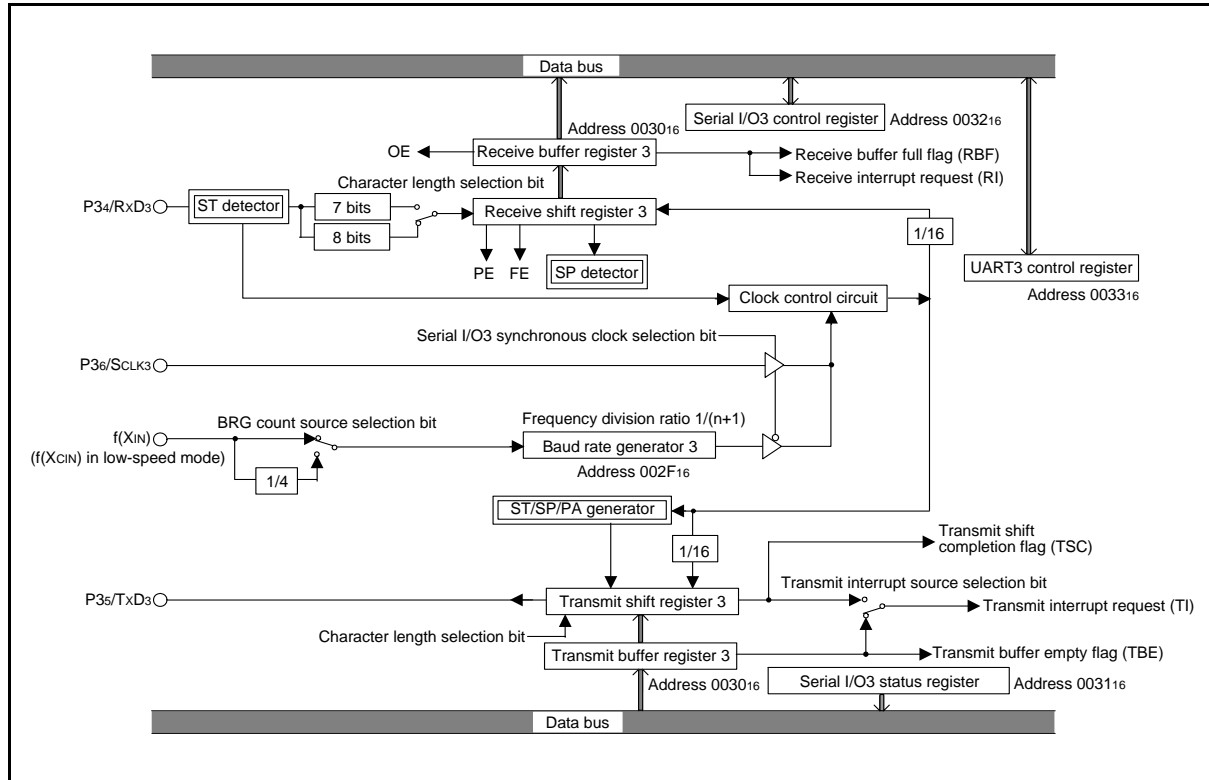 Data bus
Serial I/O3 control register Address 003216
Address 003016
OE Receive buffer register 3 Receive buffer full flag (RBF)
Receive interrupt request (RI)
Character length selection bit
P34/RXD3 ST detector 7 bits Receive shift register 3
8 bits 1/16
PE FE SP detector UART3 control register
Clock control circuit Address 003316
Serial I/O3 synchronous clock selection bit
P36/SCLK3
BRG count source selection bit Frequency division ratio 1/(n+1)
f(XIN) Baud rate generator 3
(f(XCIN) in low-speed mode)
1/4 Address 002F16
ST/SP/PA generator
1/16 Transmit shift
completion flag (TSC)
Transmit interrupt source selection bit
P35/TXD3 Transmit shift register 3 Transmit interrupt request (TI)
Character length selection bit
Transmit buffer register 3 Transmit buffer empty flag (TBE)
Address 003016 Serial I/O3 status register Address 003116
Data bus